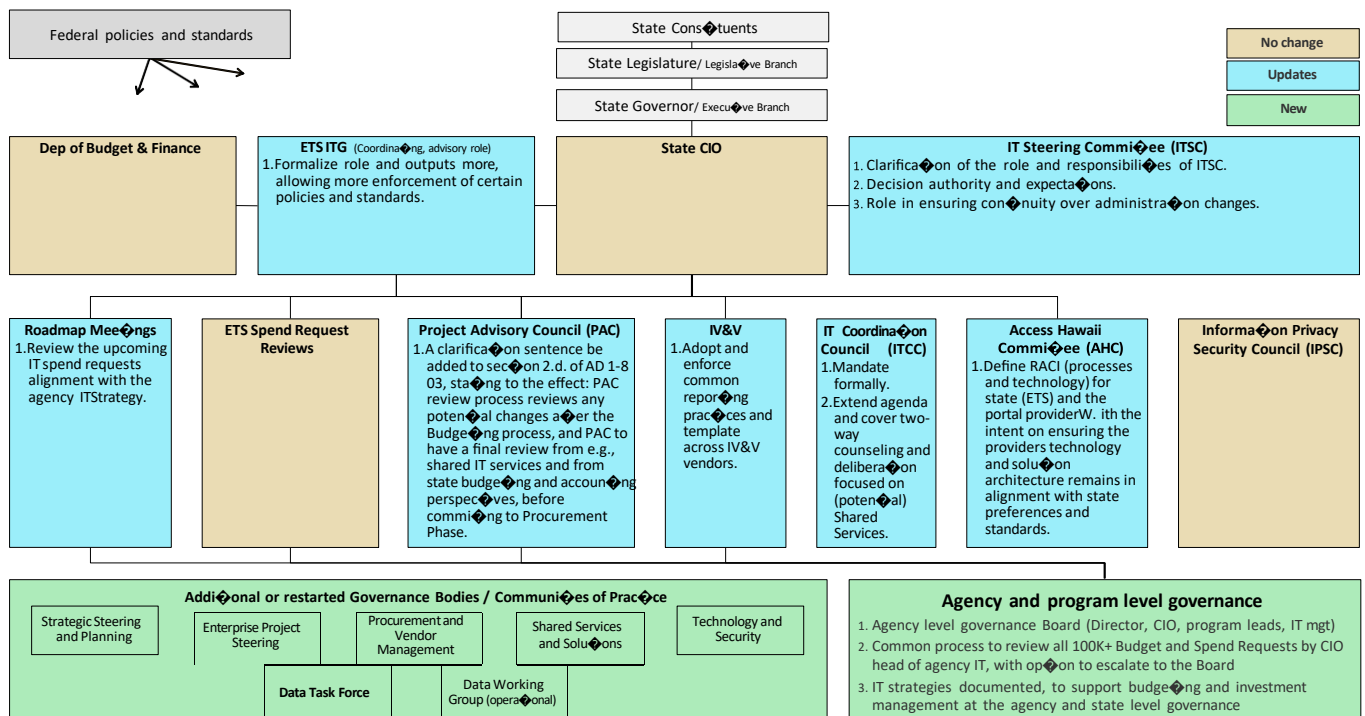 Federal policies and standards
State Cons�tuents
State Legislature/ Legisla�ve Branch
State Governor/ Execu�ve Branch
No change
Updates
New
Dep of Budget & Finance
ETS ITG (Coordina�ng, advisory role)
1.Formalize role and outputs more,
allowing more enforcement of certain
policies and standards.
State CIO
IT Steering Commi�ee (ITSC)
1. Clarifica�on of the role and responsibili�es of ITSC.
2. Decision authority and expecta�ons.
3. Role in ensuring con�nuity over administra�on changes.
Roadmap Mee�ngs
1.Review the upcoming
IT spend requests
alignment with the
agency ITStrategy.
ETS Spend Request
Reviews
Project Advisory Council (PAC)
1.A clarifica�on sentence be
added to sec�on 2.d. of AD 1-8
03, sta�ng to the effect: PAC
review process reviews any
poten�al changes a�er the
Budge�ng process, and PAC to
have a final review from e.g.,
shared IT services and from
state budge�ng and accoun�ng
perspec�ves, before
commi�ng to Procurement
Phase.
IV&V
1.Adopt and
enforce
common
repor�ng
prac�ces and
template
across IV&V
vendors.
IT Coordina�on
Council (ITCC)
1.Mandate
formally.
2.Extend agenda
and cover two-
way
counseling and
delibera�on
focused on
(poten�al)
Shared
Services.
Access Hawaii
Commi�ee (AHC)
1.Define RACI (processes
and technology) for
state (ETS) and the
portal providerW. ith the
intent on ensuring the
providers technology
and solu�on
architecture remains in
alignment with state
preferences and
standards.
Informa�on Privacy
Security Council (IPSC)
Addi�onal or restarted Governance Bodies / Communi�es of Prac�ce
Strategic Steering
and Planning
Enterprise Project
Steering
Procurement and
Vendor
Management
Shared Services
and Solu�ons
Technology and
Security
Data Task Force
Data Working
Group (opera�onal)
Agency and program level governance
1. Agency level governance Board (Director, CIO, program leads, IT mgt)
2. Common process to review all 100K+ Budget and Spend Requests by CIO
head of agency IT, with op�on to escalate to the Board
3. IT strategies documented, to support budge�ng and investment
management at the agency and state level governance